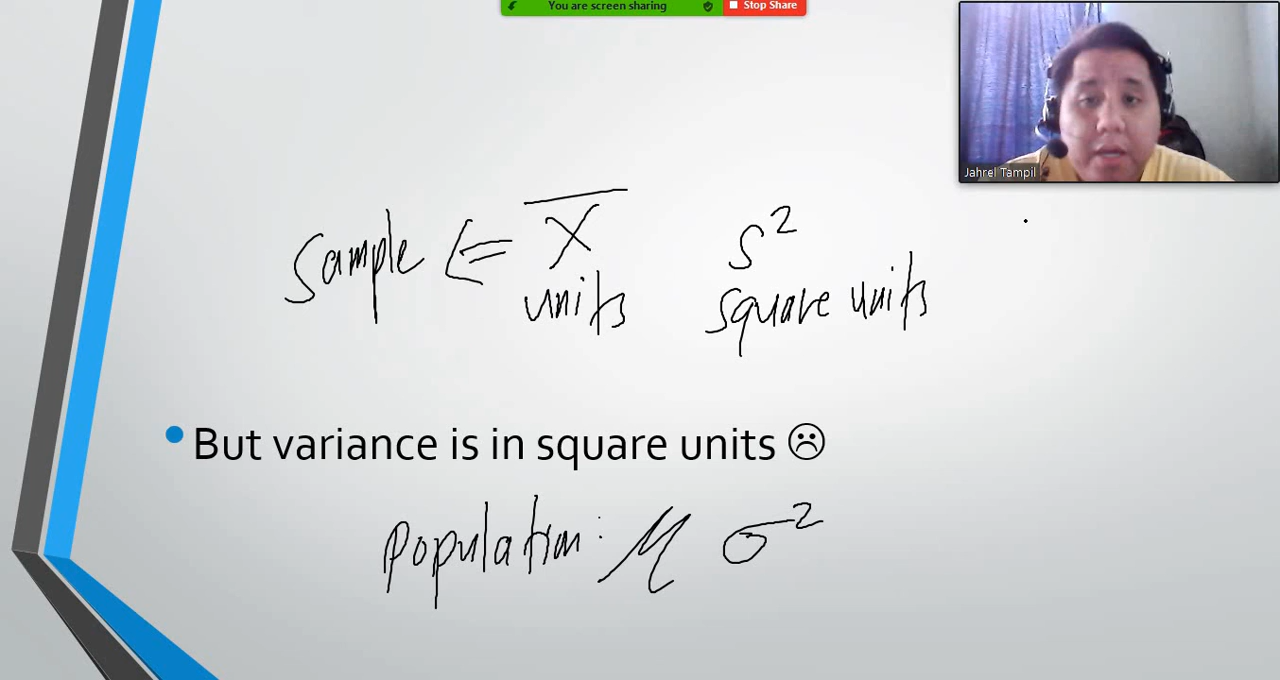 You are screen sharing Stop Share
Jahrel Tampil
Sample ⇐ X̅ S²
units square units
• But variance is in square units ☹
Population: μ σ²